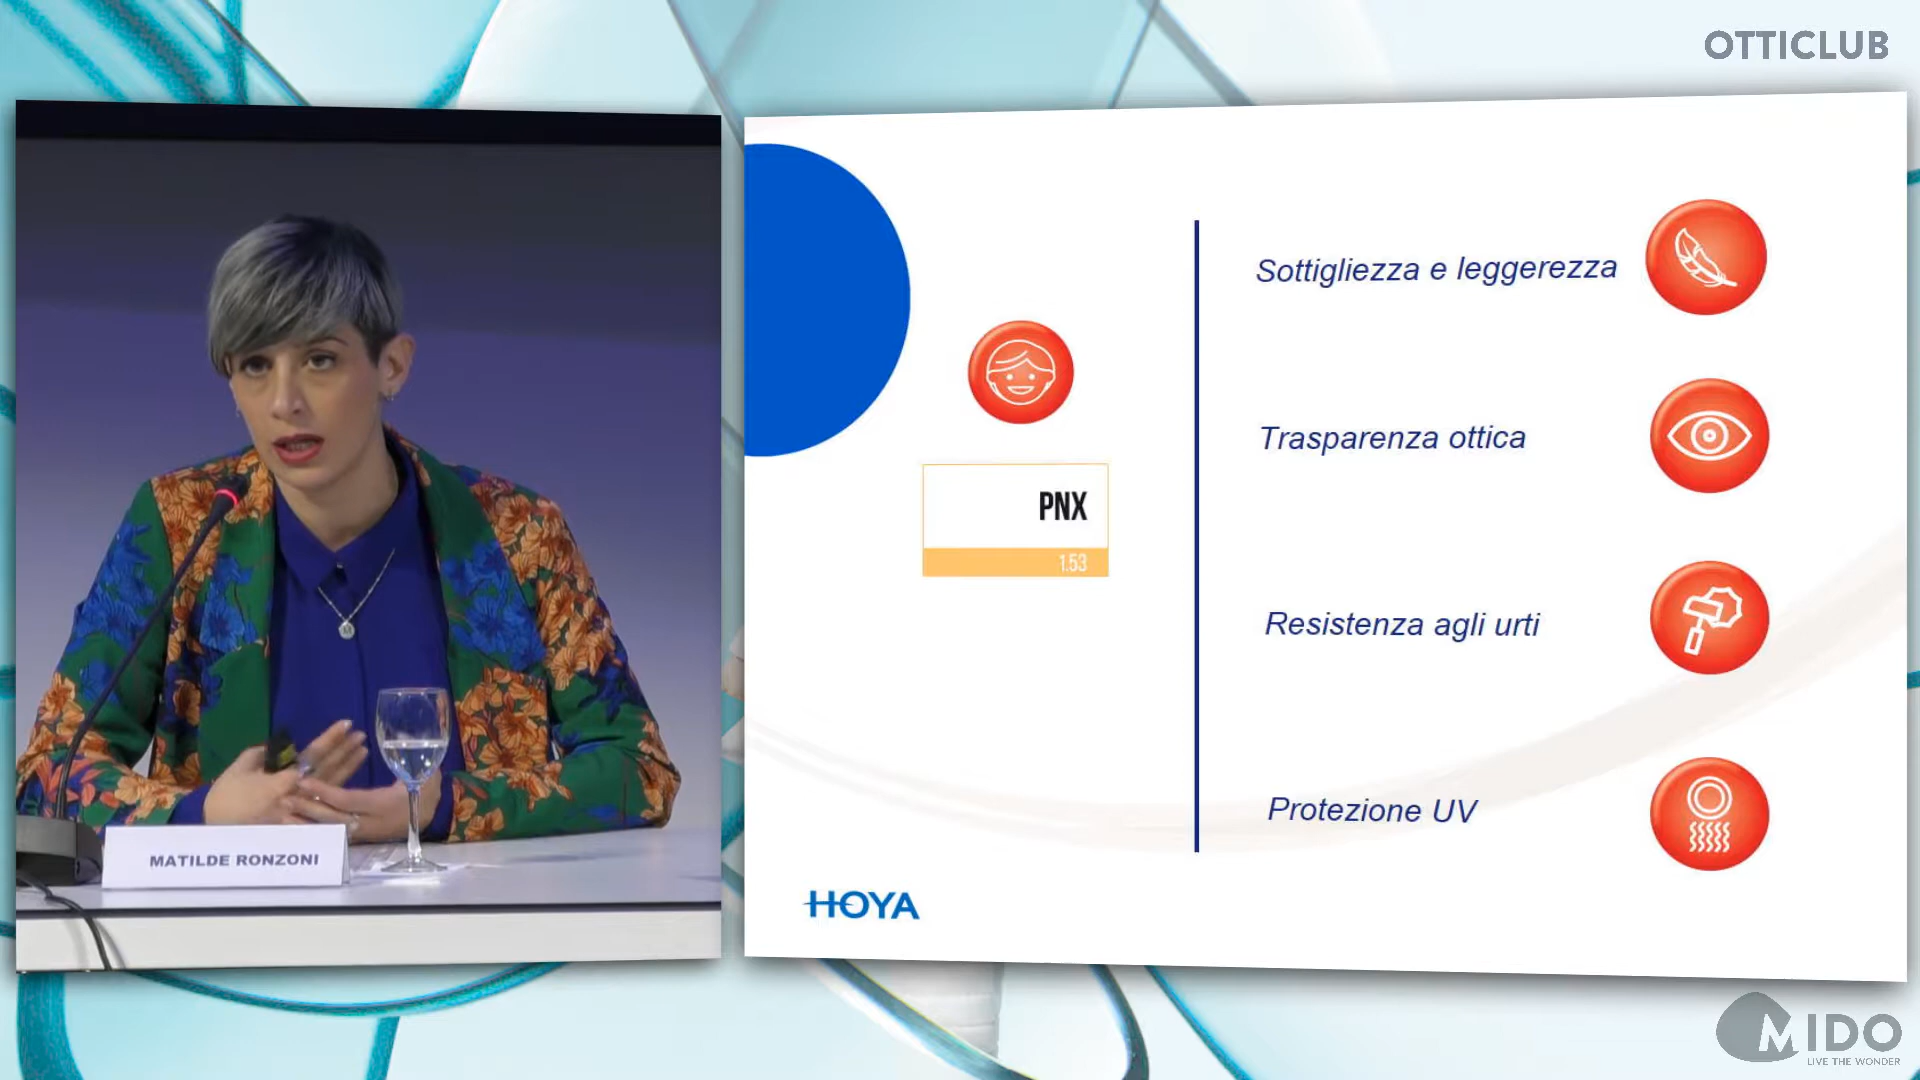 OTTICLUB
MATILDE RONZONI
PNX
1.53
Sottigliezza e leggerezza
Trasparenza ottica
Resistenza agli urti
Protezione UV
HOYA
MIDO
LIVE THE WONDER